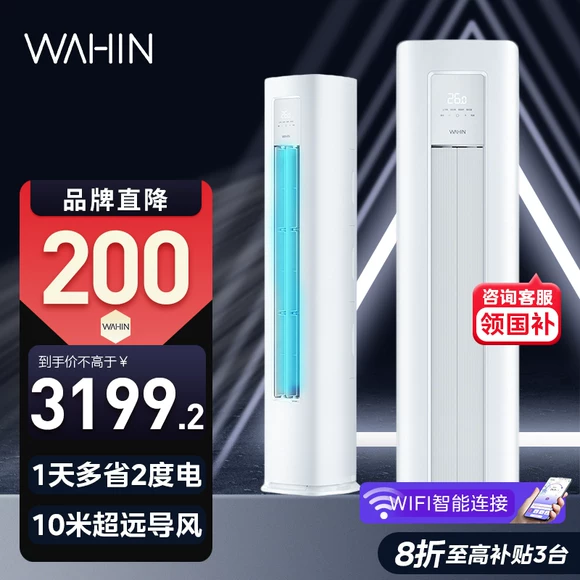 WAHIN
26.0
WAHIN
品牌直降
200
WAHIN
到手价不高于￥
3199.2
1天多省2度电
10米超远导风
咨询客服
领国补
WIFI智能连接
8折至高补贴3台